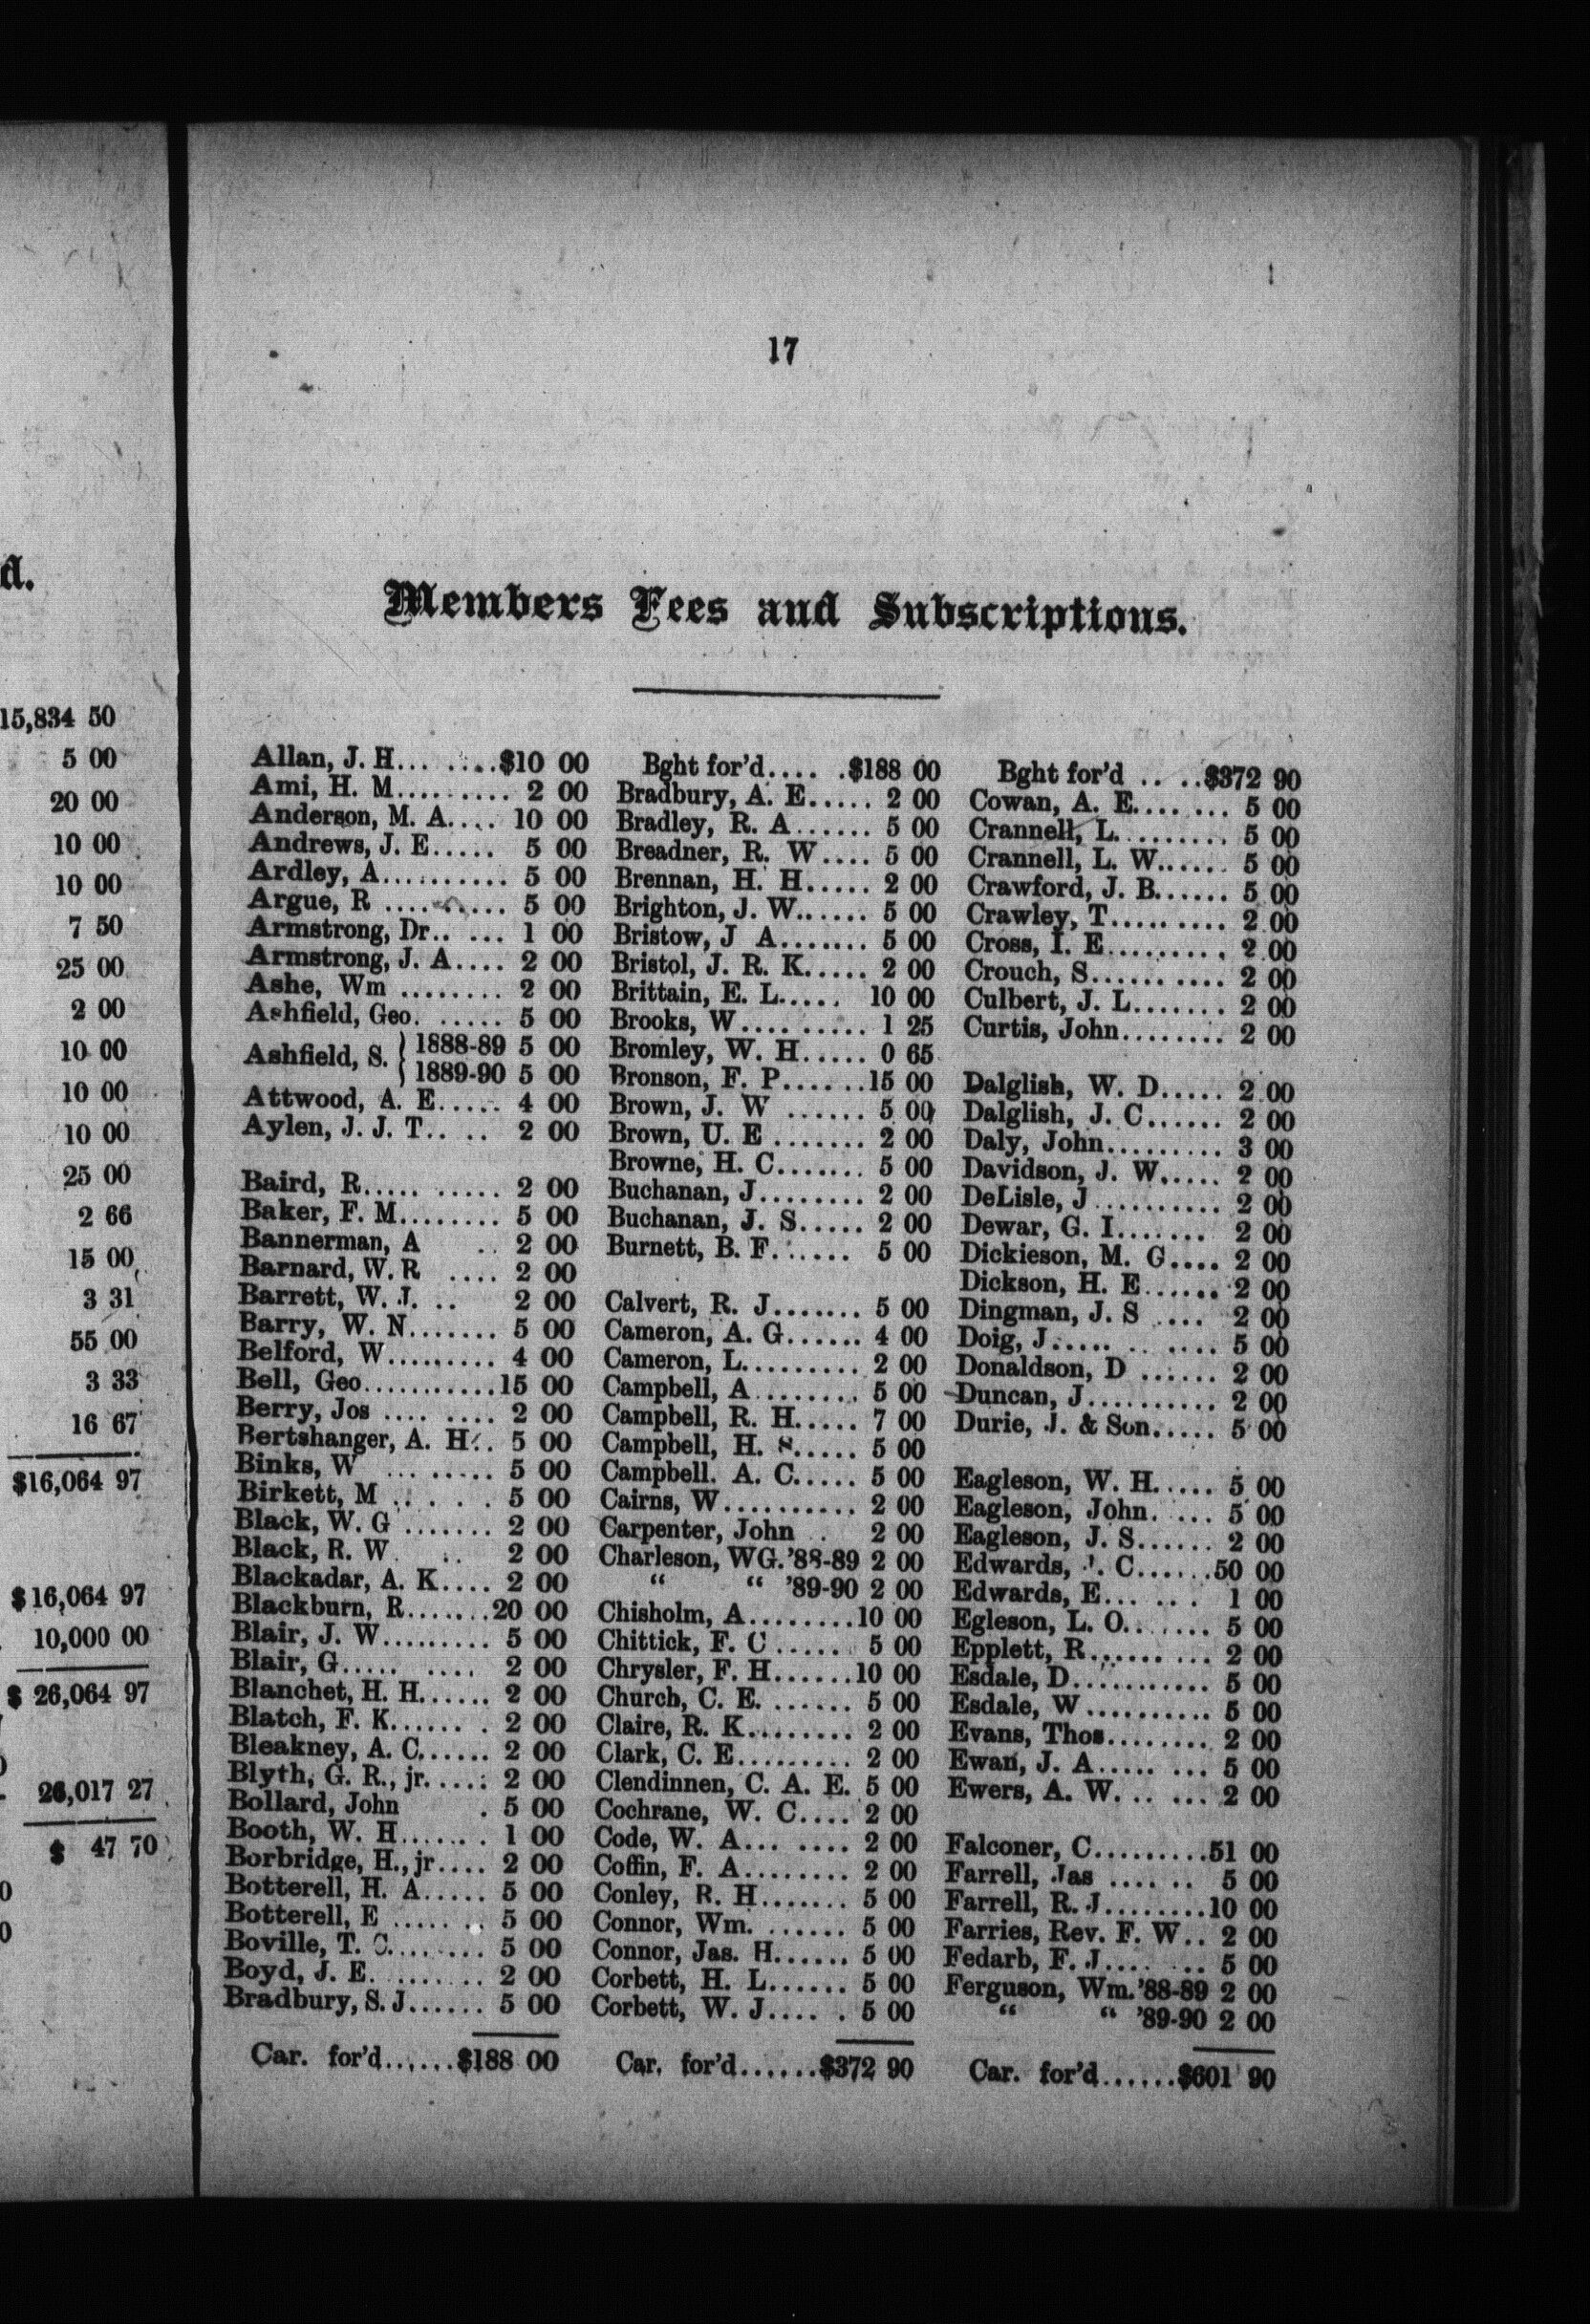 d.
15,834 50
5 00
20 00
10 00
10 00
7 50
25 00
2 00
10 00
10 00
10 00
25 00
2 66
15 00
3 31
55 00
3 33
16 67
$16,064 97
$16,064 97
10,000 00
$ 26,064 97
26,017 27
$ 47 70
17
Members Fees and Subscriptions.
Allan, J. H........$10 00
Ami, H. M......... 2 00
Anderson, M. A.... 10 00
Andrews, J. E..... 5 00
Ardley, A.......... 5 00
Argue, R .......... 5 00
Armstrong, Dr.. ... 1 00
Armstrong, J. A.... 2 00
Ashe, Wm ........ 2 00
Ashfield, Geo. ...... 5 00
Ashfield, S. { 1888-89 5 00
1889-90 5 00
Attwood, A. E..... 4 00
Aylen, J. J. T.. .. 2 00
Baird, R..... ...... 2 00
Baker, F. M........ 5 00
Bannerman, A .. 2 00
Barnard, W. R .... 2 00
Barrett, W. J. .. 2 00
Barry, W. N....... 5 00
Belford, W......... 4 00
Bell, Geo...........15 00
Berry, Jos .... .... 2 00
Bertshanger, A. H.. 5 00
Binks, W ......... 5 00
Birkett, M . . . . . 5 00
Black, W. G ....... 2 00
Black, R. W. .. 2 00
Blackadar, A. K.... 2 00
Blackburn, R.......20 00
Blair, J. W......... 5 00
Blair, G..... .... 2 00
Blanchet, H. H...... 2 00
Blatch, F. K...... . 2 00
Bleakney, A. C...... 2 00
Blyth, G. R., jr..... 2 00
Bollard, John . 5 00
Booth, W. H....... 1 00
Borbridge, H., jr.... 2 00
Botterell, H. A..... 5 00
Botterell, E ...... . 5 00
Boville, T. C........ 5 00
Boyd, J. E......... 2 00
Bradbury, S. J...... 5 00
Car. for'd......$188 00
Bght for'd.... .$188 00
Bradbury, A. E..... 2 00
Bradley, R. A...... 5 00
Breadner, R. W.... 5 00
Brennan, H. H..... 2 00
Brighton, J. W...... 5 00
Bristow, J A....... 5 00
Bristol, J. R. K..... 2 00
Brittain, E. L..... 10 00
Brooks, W.......... 1 25
Bromley, W. H..... 0 65
Bronson, F. P......15 00
Brown, J. W ...... 5 00
Brown, U. E ....... 2 00
Browne, H. C....... 5 00
Buchanan, J........ 2 00
Buchanan, J. S..... 2 00
Burnett, B. F...... 5 00
Calvert, R. J....... 5 00
Cameron, A. G...... 4 00
Cameron, L......... 2 00
Campbell, A........ 5 00
Campbell, R. H..... 7 00
Campbell, H. S..... 5 00
Campbell. A. C..... 5 00
Cairns, W.......... 2 00
Carpenter, John .. 2 00
Charleson, WG.'88-89 2 00
“ “ '89-90 2 00
Chisholm, A........10 00
Chittick, F. C ..... 5 00
Chrysler, F. H......10 00
Church, C. E. ...... 5 00
Claire, R. K......... 2 00
Clark, C. E......... 2 00
Clendinnen, C. A. E. 5 00
Cochrane, W. C.... 2 00
Code, W. A... .... 2 00
Coffin, F. A......... 2 00
Conley, R. H....... 5 00
Connor, Wm. ...... 5 00
Connor, Jas. H...... 5 00
Corbett, H. L...... 5 00
Corbett, W. J.... . 5 00
Car. for'd......$372 90
Bght for'd .. ..$372 90
Cowan, A. E....... 5 00
Crannell, L......... 5 00
Crannell, L. W...... 5 00
Crawford, J. B...... 5 00
Crawley, T......... 2 00
Cross, I. E......... 2 00
Crouch, S.......... 2 00
Culbert, J. L....... 2 00
Curtis, John........ 2 00
Dalglish, W. D..... 2 00
Dalglish, J. C...... 2 00
Daly, John......... 3 00
Davidson, J. W..... 2 00
DeLisle, J.......... 2 00
Dewar, G. I....... 2 00
Dickieson, M. G.... 2 00
Dickson, H. E...... 2 00
Dingman, J. S .... 2 00
Doig, J..... .. .... 5 00
Donaldson, D ...... 2 00
Duncan, J.......... 2 00
Durie, J. & Son..... 5 00
Eagleson, W. H..... 5 00
Eagleson, John. ... 5 00
Eagleson, J. S...... 2 00
Edwards, C......50 00
Edwards, E... ... 1 00
Egleson, L. O....... 5 00
Epplett, R......... 2 00
Esdale, D........... 5 00
Esdale, W.......... 5 00
Evans, Thos........ 2 00
Ewan, J. A..... ... 5 00
Ewers, A. W. .. ... 2 00
Falconer, C.........51 00
Farrell, Jas .... .. 5 00
Farrell, R. J........10 00
Farries, Rev. F. W.. 2 00
Fedarb, F. J.... .. 5 00
Ferguson, Wm.'88-89 2 00
“ “ '89-90 2 00
Car. for'd......$601 90